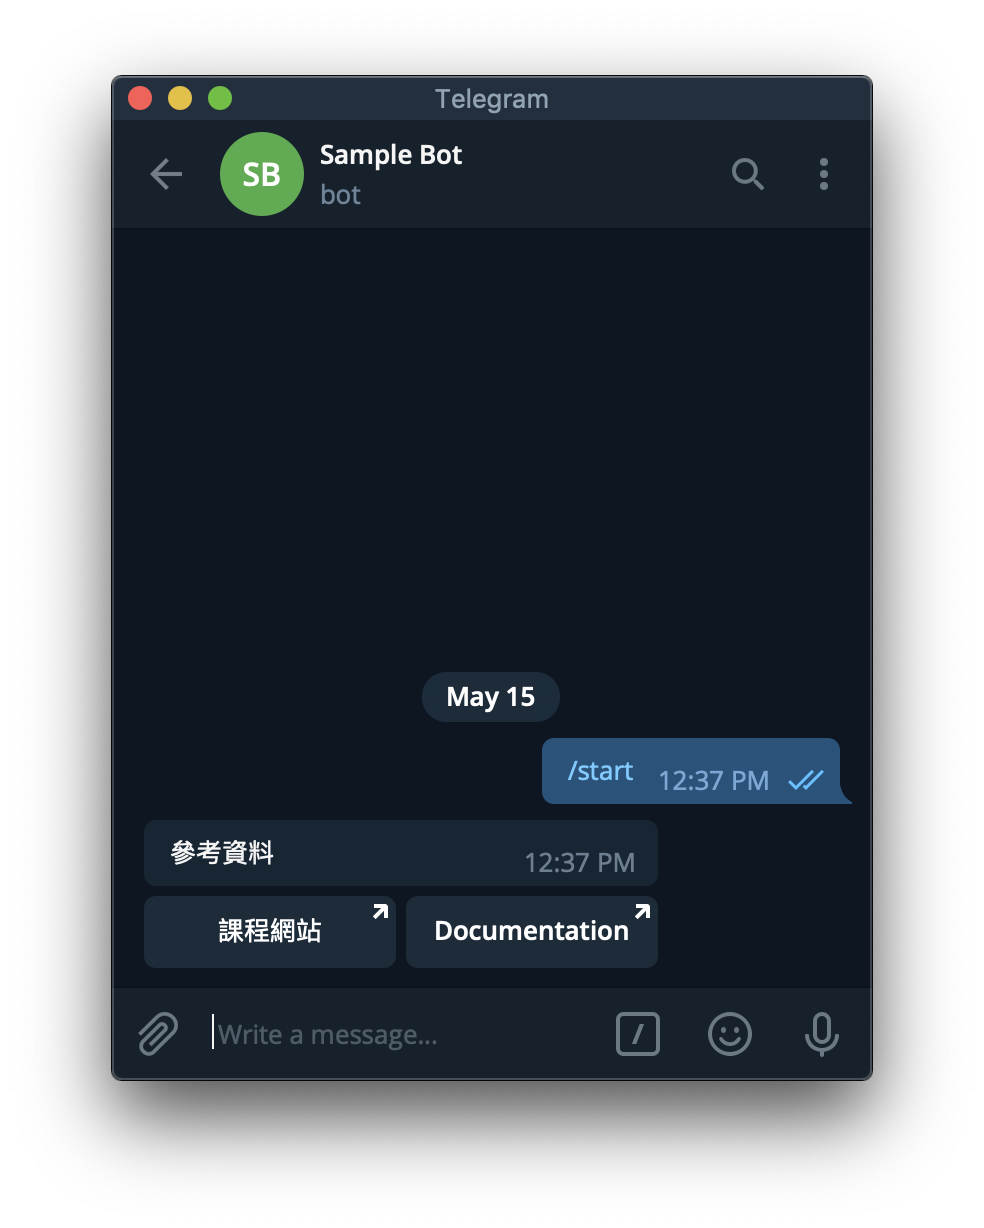 Telegram
SB
Sample Bot
bot
May 15
/start 12:37 PM
參考資料 12:37 PM
課程網站
Documentation
Write a message...
/